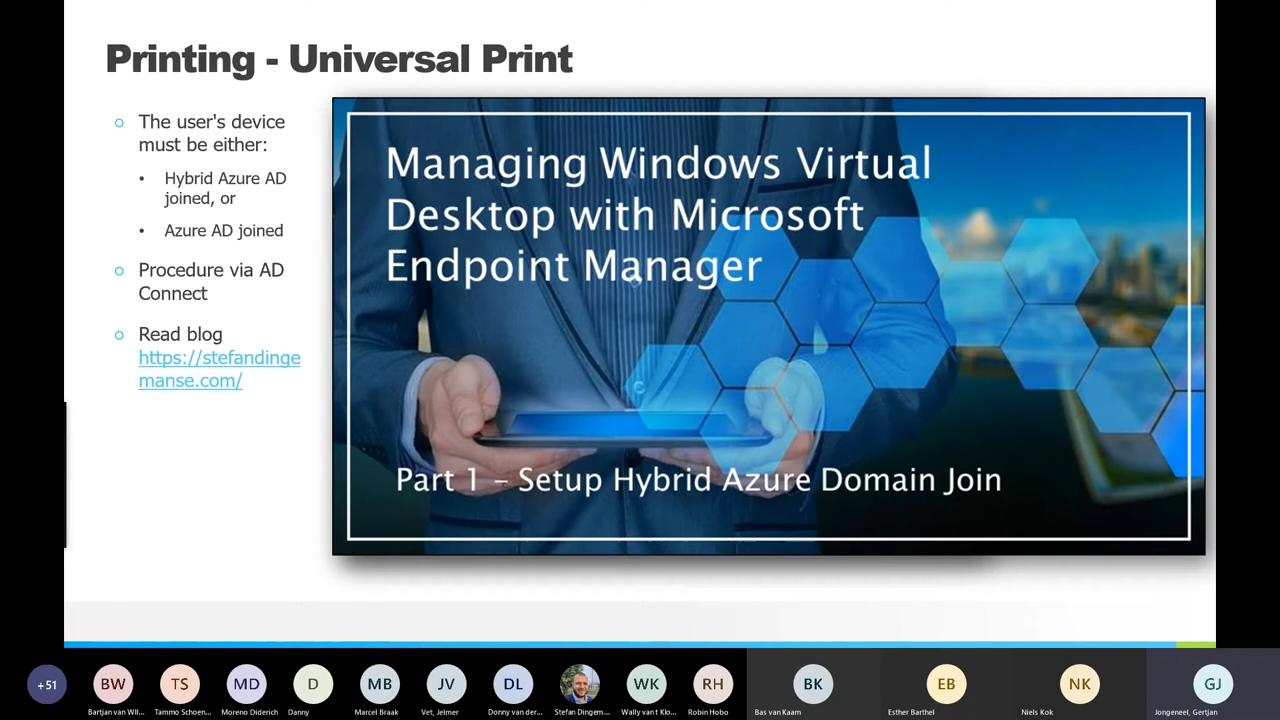 Printing - Universal Print
The user's device
must be either:
Hybrid Azure AD
joined, or
Azure AD joined
Procedure via AD
Connect
Read blog
https://stefandinge
manse.com/
Managing Windows Virtual
Desktop with Microsoft
Endpoint Manager
Part 1 – Setup Hybrid Azure Domain Join
+51
BW
TS
MD
D
MB
JV
DL
WK
RH
BK
EB
NK
GJ
Bartjan van Wll...
Tammo Schoen...
Moreno Diderich
Danny
Marcel Braak
Vet, Jelmer
Donny van der...
Stefan Dingem...
Wally van t Klo...
Robin Hobo
Bas van Kaam
Esther Barthel
Niels Kok
Jongeneel, Gertjan